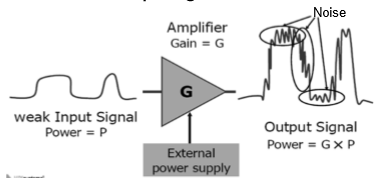 Noise
Amplifier
Gain = G
G
weak Input Signal
Power = P
Output Signal
Power = G X P
External
power supply